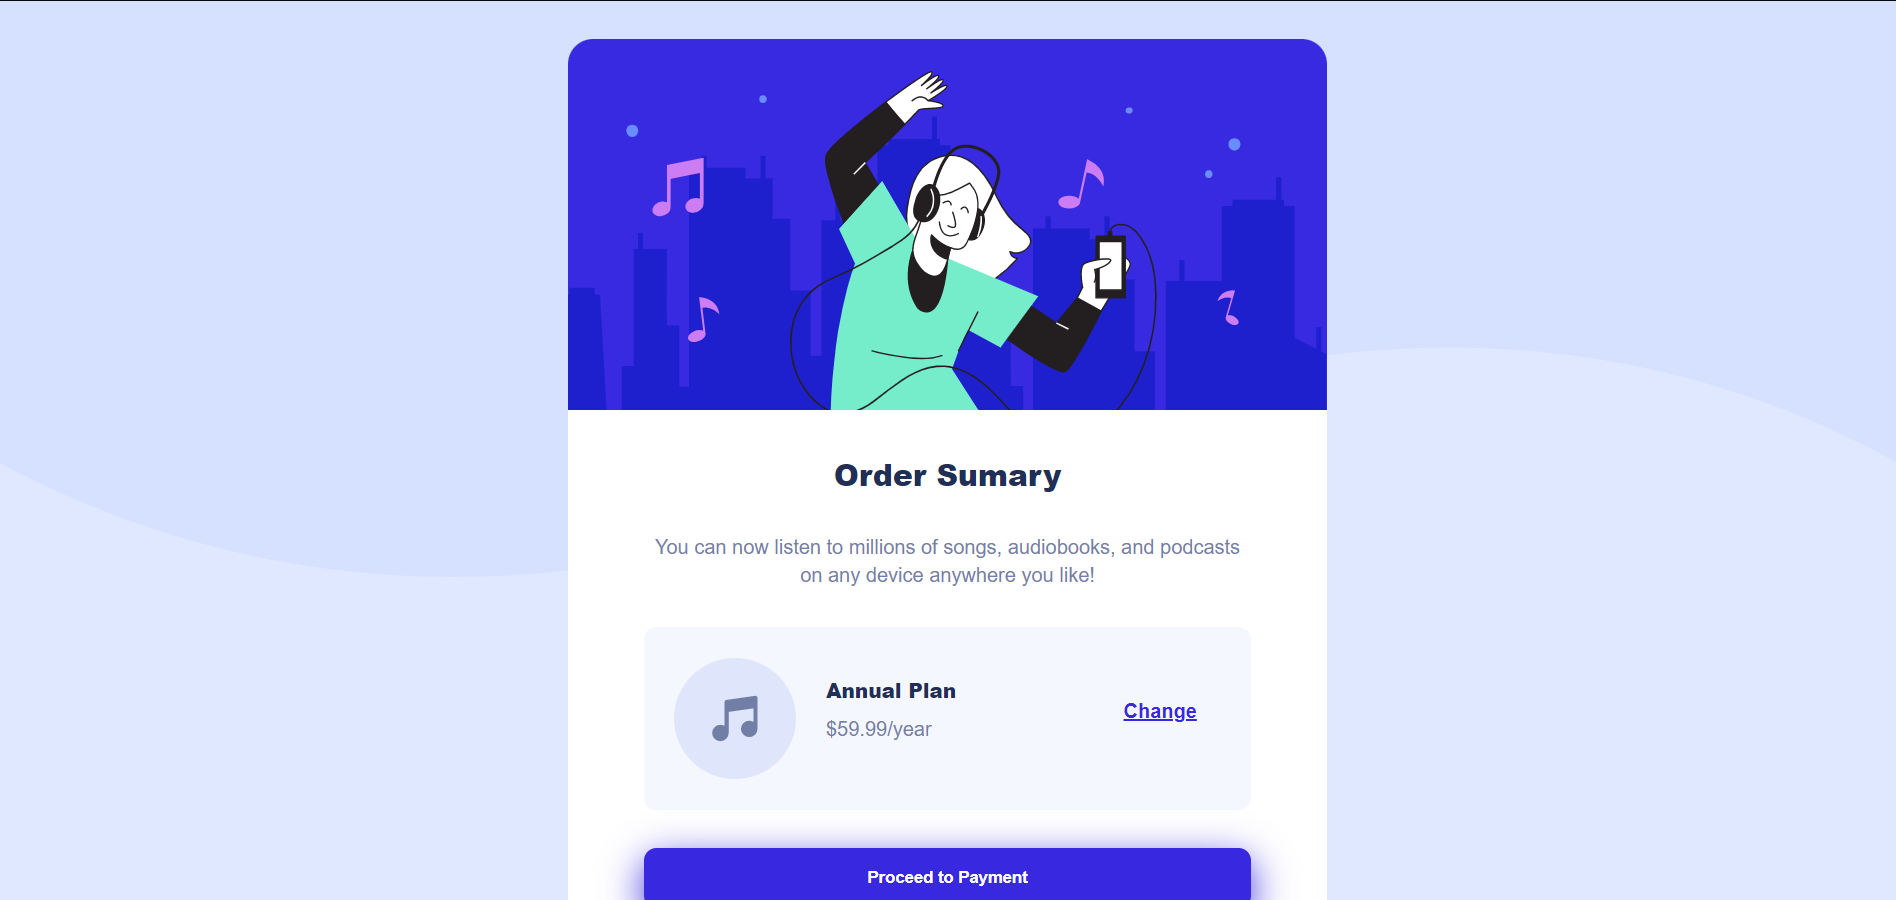 Order Sumary
You can now listen to millions of songs, audiobooks, and podcasts
on any device anywhere you like!
Annual Plan
$59.99/year
Change
Proceed to Payment